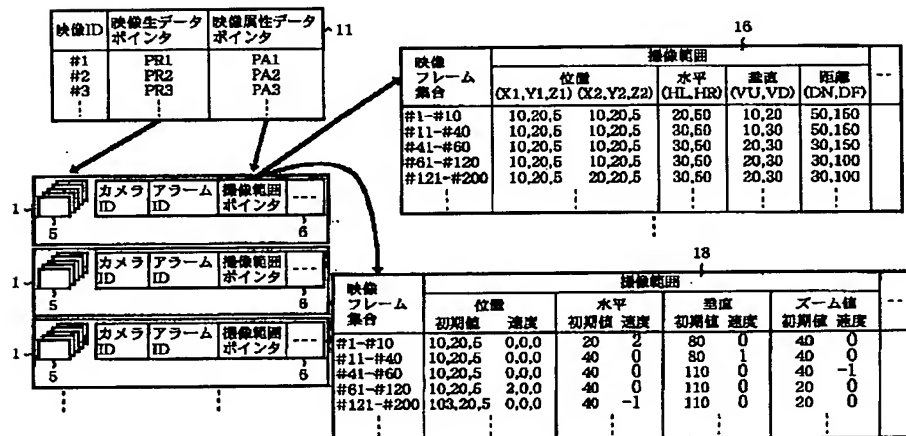 映像ID 映像生データポインタ 映像属性データポインタ 11
#1 PR1 PA1
#2 PR2 PA2
#3 PR3 PA3
16
映像フレーム集合 撮像範囲
位置 (X1,Y1,Z1) (X2,Y2,Z2) 水平 (HL,HR) 垂直 (VU,VD) 距離 (DN,DF)
#1-#10 10,20,5 10,20,5 20,50 10,20 50,150
#11-#40 10,20,5 10,20,5 30,50 10,30 50,150
#41-#60 10,20,5 10,20,5 30,50 20,30 30,150
#61-#120 10,20,5 10,20,5 30,50 20,30 30,100
#121-#200 10,20,5 20,20,5 30,50 20,30 30,100
1 カメラID アラームID 撮像範囲ポインタ
5 6
1 カメラID アラームID 撮像範囲ポインタ
5 6
1 カメラID アラームID 撮像範囲ポインタ
5 6
18
映像フレーム集合 撮像範囲
位置 水平 垂直 ズーム値
初期値 速度 初期値 速度 初期値 速度 初期値 速度
#1-#10 10,20,5 0,0,0 20 2 80 0 40 0
#11-#40 10,20,5 0,0,0 40 0 80 1 40 0
#41-#60 10,20,5 0,0,0 40 0 110 0 40 -1
#61-#120 10,20,5 2,0,0 40 0 110 0 20 0
#121-#200 103,20,5 0,0,0 40 -1 110 0 20 0